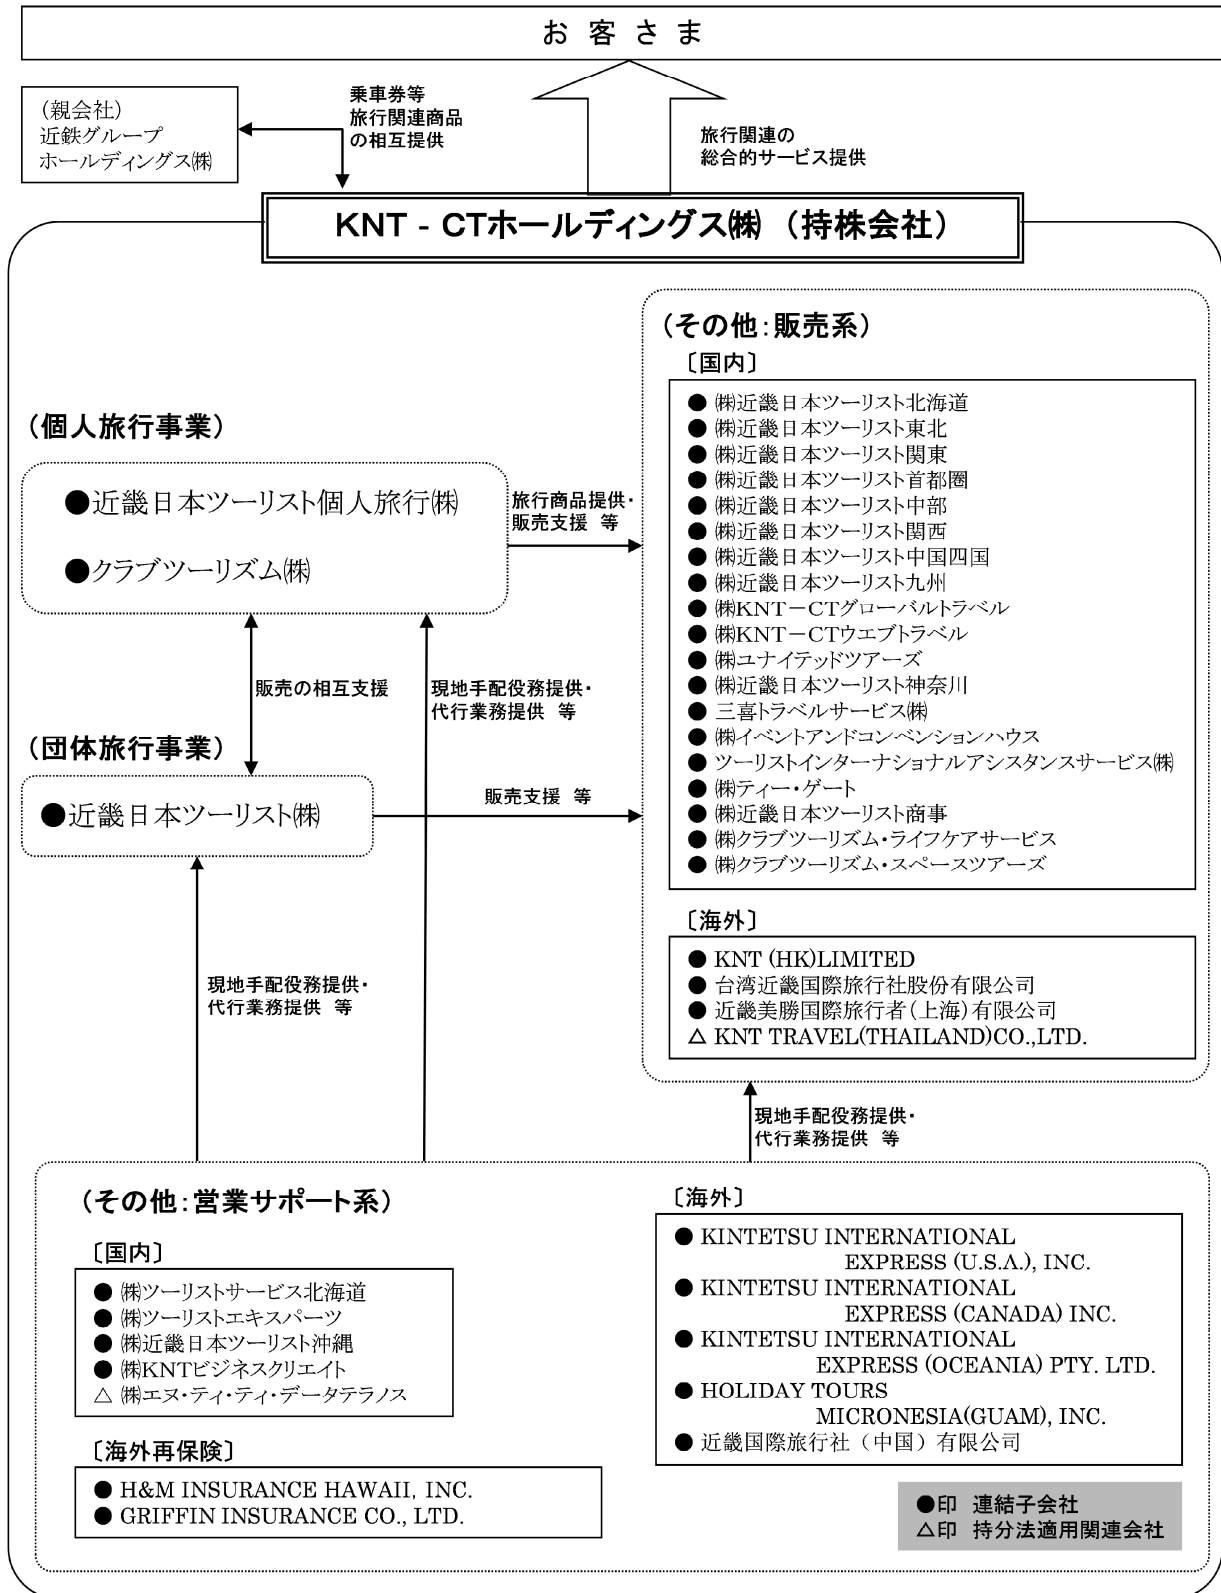 お 客 さ ま
（親会社）
近鉄グループ
ホールディングス㈱
乗車券等
旅行関連商品
の相互提供
旅行関連の
総合的サービス提供
KNT - CTホールディングス㈱ （持株会社）
（個人旅行事業）
●近畿日本ツーリスト個人旅行㈱
●クラブツーリズム㈱
旅行商品提供・
販売支援 等
販売の相互支援
現地手配役務提供・
代行業務提供 等
（団体旅行事業）
●近畿日本ツーリスト㈱
販売支援 等
現地手配役務提供・
代行業務提供 等
（その他：販売系）
〔国内〕
● ㈱近畿日本ツーリスト北海道
● ㈱近畿日本ツーリスト東北
● ㈱近畿日本ツーリスト関東
● ㈱近畿日本ツーリスト首都圏
● ㈱近畿日本ツーリスト中部
● ㈱近畿日本ツーリスト関西
● ㈱近畿日本ツーリスト中国四国
● ㈱近畿日本ツーリスト九州
● ㈱KNT－CTグローバルトラベル
● ㈱KNT－CTウエブトラベル
● ㈱ユナイテッドツアーズ
● ㈱近畿日本ツーリスト神奈川
● 三喜トラベルサービス㈱
● ㈱イベントアンドコンベンションハウス
● ツーリストインターナショナルアシスタンスサービス㈱
● ㈱ティー・ゲート
● ㈱近畿日本ツーリスト商事
● ㈱クラブツーリズム・ライフケアサービス
● ㈱クラブツーリズム・スペースツアーズ
〔海外〕
● KNT (HK)LIMITED
● 台湾近畿国際旅行社股份有限公司
● 近畿美勝国際旅行者（上海）有限公司
△ KNT TRAVEL(THAILAND)CO.,LTD.
現地手配役務提供・
代行業務提供 等
（その他：営業サポート系）
〔国内〕
● ㈱ツーリストサービス北海道
● ㈱ツーリストエキスパーツ
● ㈱近畿日本ツーリスト沖縄
● ㈱KNTビジネスクリエイト
△ ㈱エヌ・ティ・ティ・データテラノス
〔海外再保険〕
● H&M INSURANCE HAWAII, INC.
● GRIFFIN INSURANCE CO., LTD.
〔海外〕
● KINTETSU INTERNATIONAL
EXPRESS (U.S.A.), INC.
● KINTETSU INTERNATIONAL
EXPRESS (CANADA) INC.
● KINTETSU INTERNATIONAL
EXPRESS (OCEANIA) PTY. LTD.
● HOLIDAY TOURS
MICRONESIA(GUAM), INC.
● 近畿国際旅行社（中国）有限公司
●印 連結子会社
△印 持分法適用関連会社